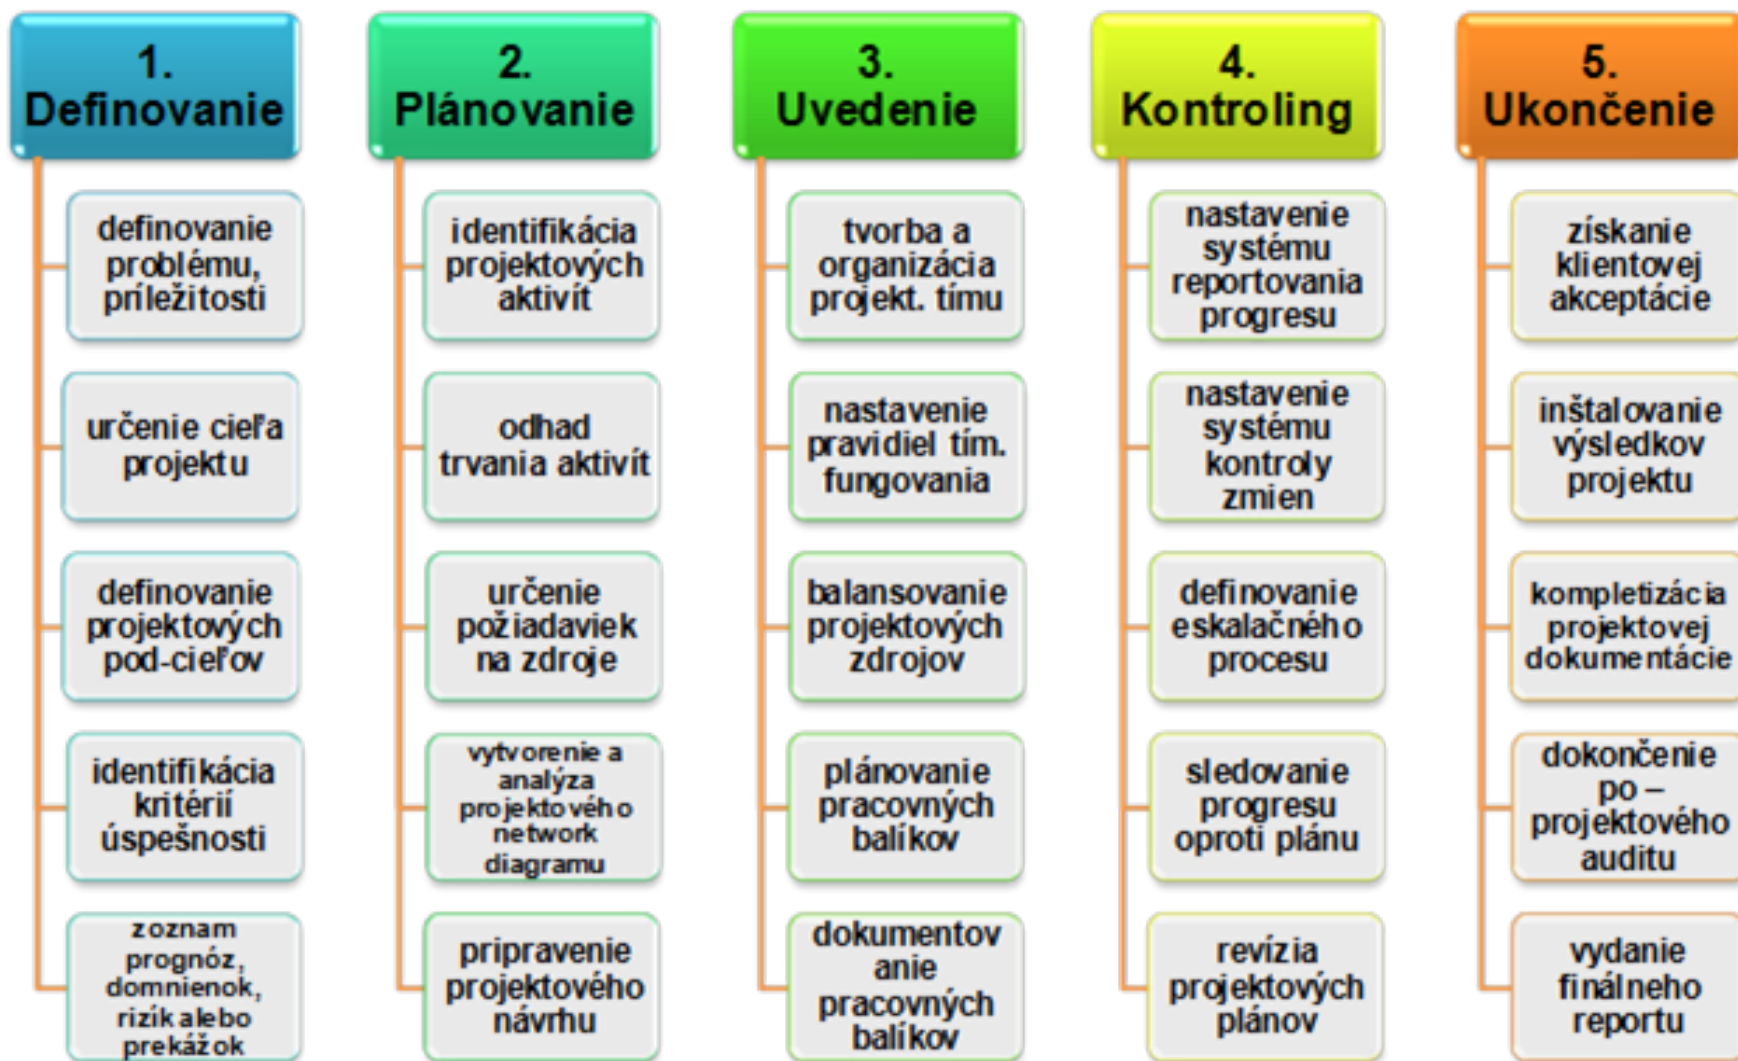 1.
Definovanie
definovanie
problému,
príležitosti
určenie cieľa
projektu
definovanie
projektových
pod-cieľov
identifikácia
kritérií
úspešnosti
zoznam
prognóz,
domnienok,
rizík alebo
prekážok
2.
Plánovanie
identifikácia
projektových
aktivít
odhad
trvania aktivít
určenie
požiadaviek
na zdroje
vytvorenie a
analýza
projektového
network
diagramu
pripravenie
projektového
návrhu
3.
Uvedenie
tvorba a
organizácia
projekt. tímu
nastavenie
pravidiel tím.
fungovania
balansovanie
projektových
zdrojov
plánovanie
pracovných
balíkov
dokumentov
anie
pracovných
balíkov
4.
Kontroling
nastavenie
systému
reportovania
progresu
nastavenie
systému
kontroly
zmien
definovanie
eskalačného
procesu
sledovanie
progresu
oproti plánu
revízia
projektových
plánov
5.
Ukončenie
získanie
klientovej
akceptácie
inštalovanie
výsledkov
projektu
kompletizácia
projektovej
dokumentácie
dokončenie
po –
projektového
auditu
vydanie
finálneho
reportu